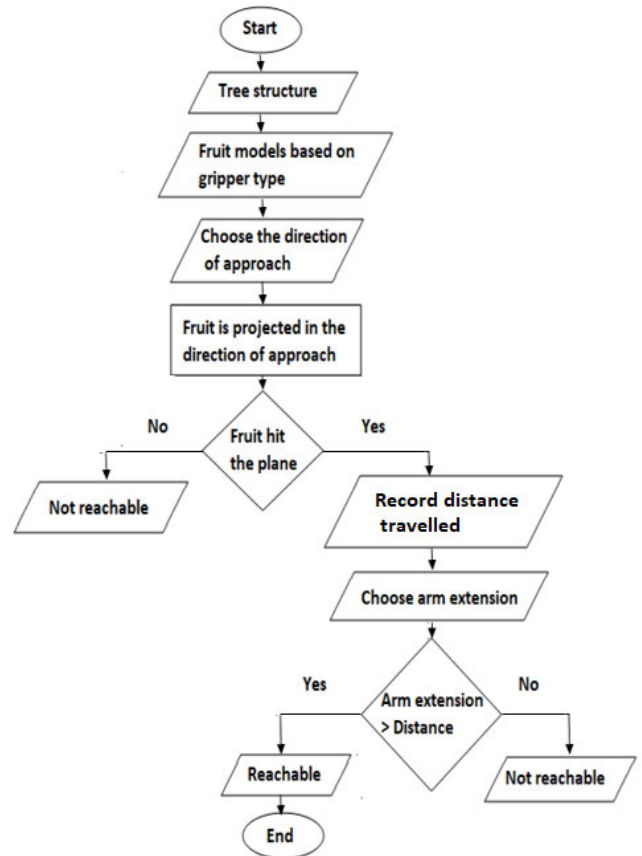 Start
Tree structure
Fruit models based on
gripper type
Choose the direction
of approach
Fruit is projected in the
direction of approach
No
Yes
Fruit hit
the plane
Not reachable
Record distance
travelled
Choose arm extension
Yes
No
Arm extension
> Distance
Reachable
Not reachable
End